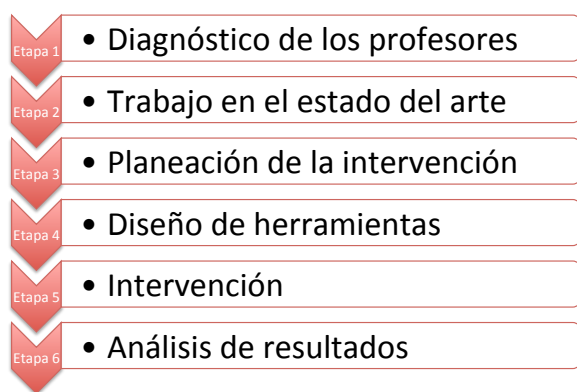 Etapa 1 • Diagnóstico de los profesores
Etapa 2 • Trabajo en el estado del arte
Etapa 3 • Planeación de la intervención
Etapa 4 • Diseño de herramientas
Etapa 5 • Intervención
Etapa 6 • Análisis de resultados